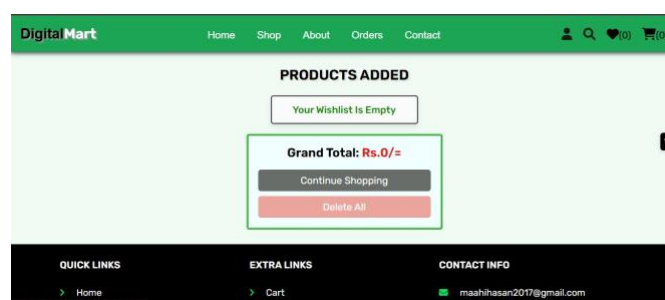 DigitalMart Home Shop About Orders Contact (0) (0
PRODUCTS ADDED
Your Wishlist Is Empty
Grand Total: Rs.0/=
Continue Shopping
Delete All
QUICK LINKS EXTRA LINKS CONTACT INFO
Home Cart maahihasan2017@gmail.com